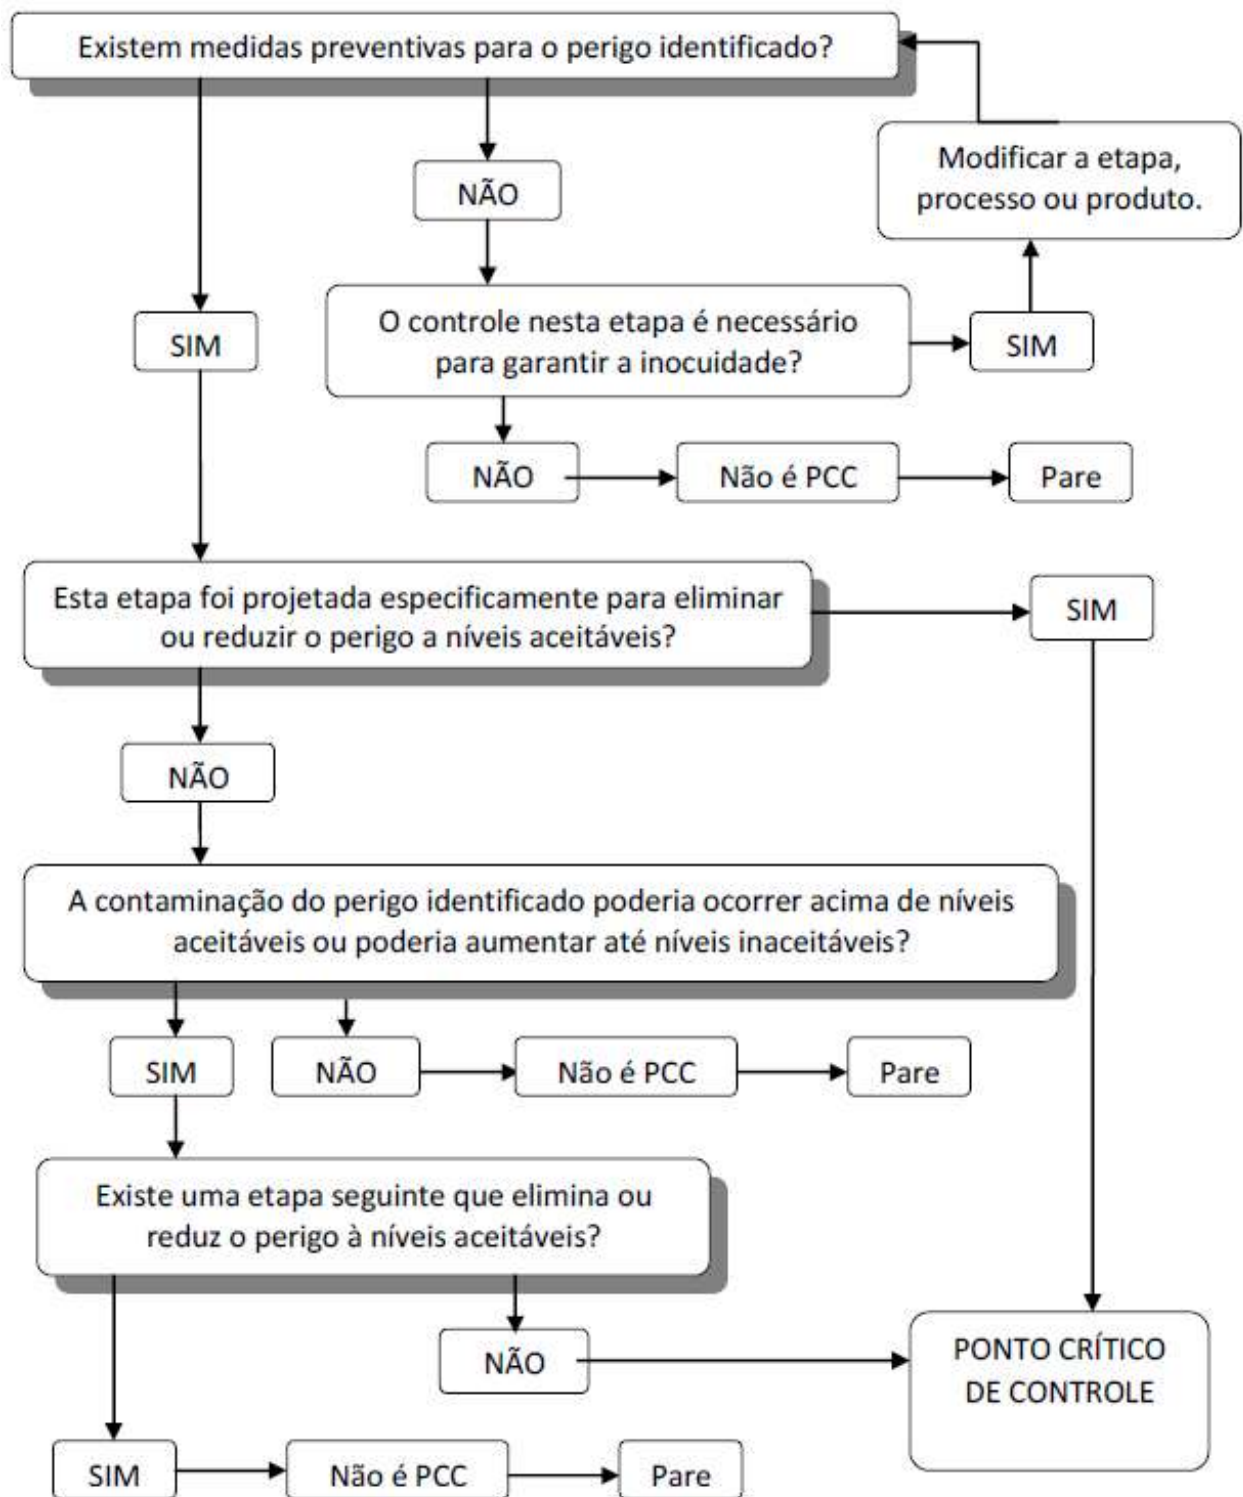 Existem medidas preventivas para o perigo identificado?
Modificar a etapa,
processo ou produto.
NÃO
O controle nesta etapa é necessário
para garantir a inocuidade?
SIM
SIM
NÃO
Não é PCC
Pare
Esta etapa foi projetada especificamente para eliminar
ou reduzir o perigo a níveis aceitáveis?
SIM
NÃO
A contaminação do perigo identificado poderia ocorrer acima de níveis
aceitáveis ou poderia aumentar até níveis inaceitáveis?
SIM
NÃO
Não é PCC
Pare
Existe uma etapa seguinte que elimina ou
reduz o perigo à níveis aceitáveis?
NÃO
PONTO CRÍTICO
DE CONTROLE
SIM
Não é PCC
Pare